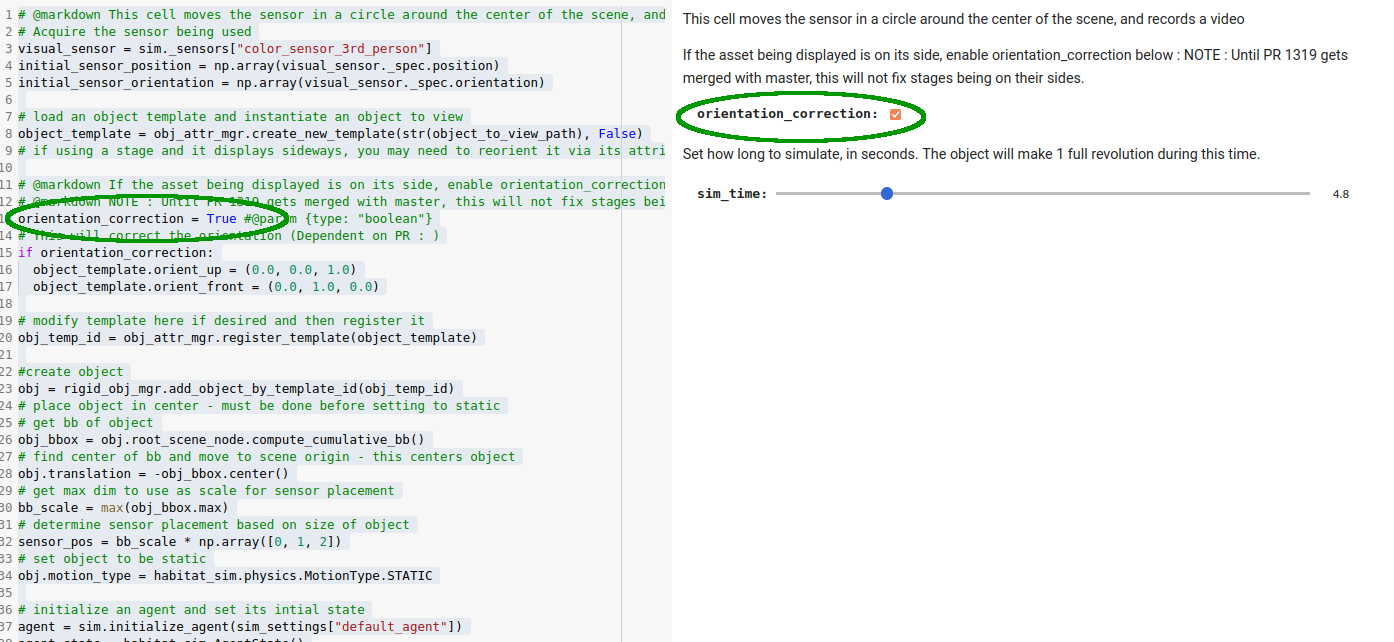 1 # @markdown This cell moves the sensor in a circle around the center of the scene, and
2 # Acquire the sensor being used
3 visual_sensor = sim._sensors["color_sensor_3rd_person"]
4 initial_sensor_position = np.array(visual_sensor._spec.position)
5 initial_sensor_orientation = np.array(visual_sensor._spec.orientation)
6
7 # load an object template and instantiate an object to view
8 object_template = obj_attr_mgr.create_new_template(str(object_to_view_path), False)
9 # if using a stage and it displays sideways, you may need to reorient it via its attri
10
11 # @markdown If the asset being displayed is on its side, enable orientation_correction
12 # @markdown NOTE : Until PR 1319 gets merged with master, this will not fix stages bei
orientation_correction = True #@param {type: "boolean"}
14 # This will correct the orientation (Dependent on PR : )
15 if orientation_correction:
16 object_template.orient_up = (0.0, 0.0, 1.0)
17 object_template.orient_front = (0.0, 1.0, 0.0)
18
19 # modify template here if desired and then register it
20 obj_temp_id = obj_attr_mgr.register_template(object_template)
21
22 #create object
23 obj = rigid_obj_mgr.add_object_by_template_id(obj_temp_id)
24 # place object in center - must be done before setting to static
25 # get bb of object
26 obj_bbox = obj.root_scene_node.compute_cumulative_bb()
27 # find center of bb and move to scene origin - this centers object
28 obj.translation = -obj_bbox.center()
29 # get max dim to use as scale for sensor placement
30 bb_scale = max(obj_bbox.max)
31 # determine sensor placement based on size of object
32 sensor_pos = bb_scale * np.array([0, 1, 2])
33 # set object to be static
34 obj.motion_type = habitat_sim.physics.MotionType.STATIC
35
36 # initialize an agent and set its intial state
37 agent = sim.initialize_agent(sim_settings["default_agent"])
This cell moves the sensor in a circle around the center of the scene, and records a video
If the asset being displayed is on its side, enable orientation_correction below : NOTE : Until PR 1319 gets
merged with master, this will not fix stages being on their sides.
orientation_correction:
Set how long to simulate, in seconds. The object will make 1 full revolution during this time.
sim_time: 4.8